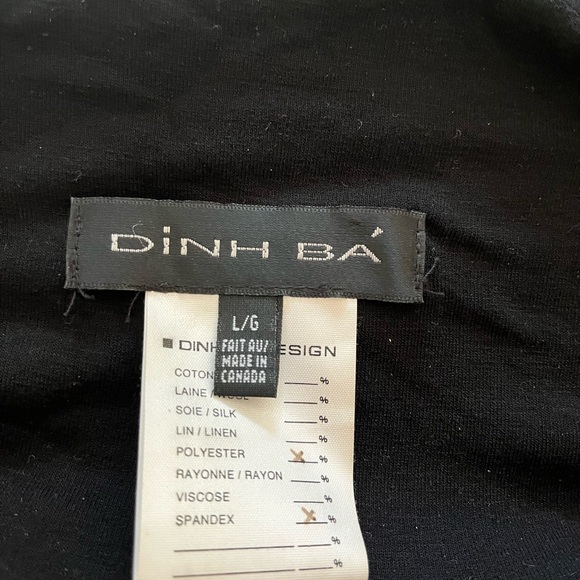 DiNH BÁ
L/G
FAIT AU/
MADE IN
CANADA
■ DINH ESIGN
COTON %
LAINE / WOOL %
SOIE / SILK %
LIN / LINEN %
POLYESTER x %
RAYONNE / RAYON %
VISCOSE %
SPANDEX x %
%
%